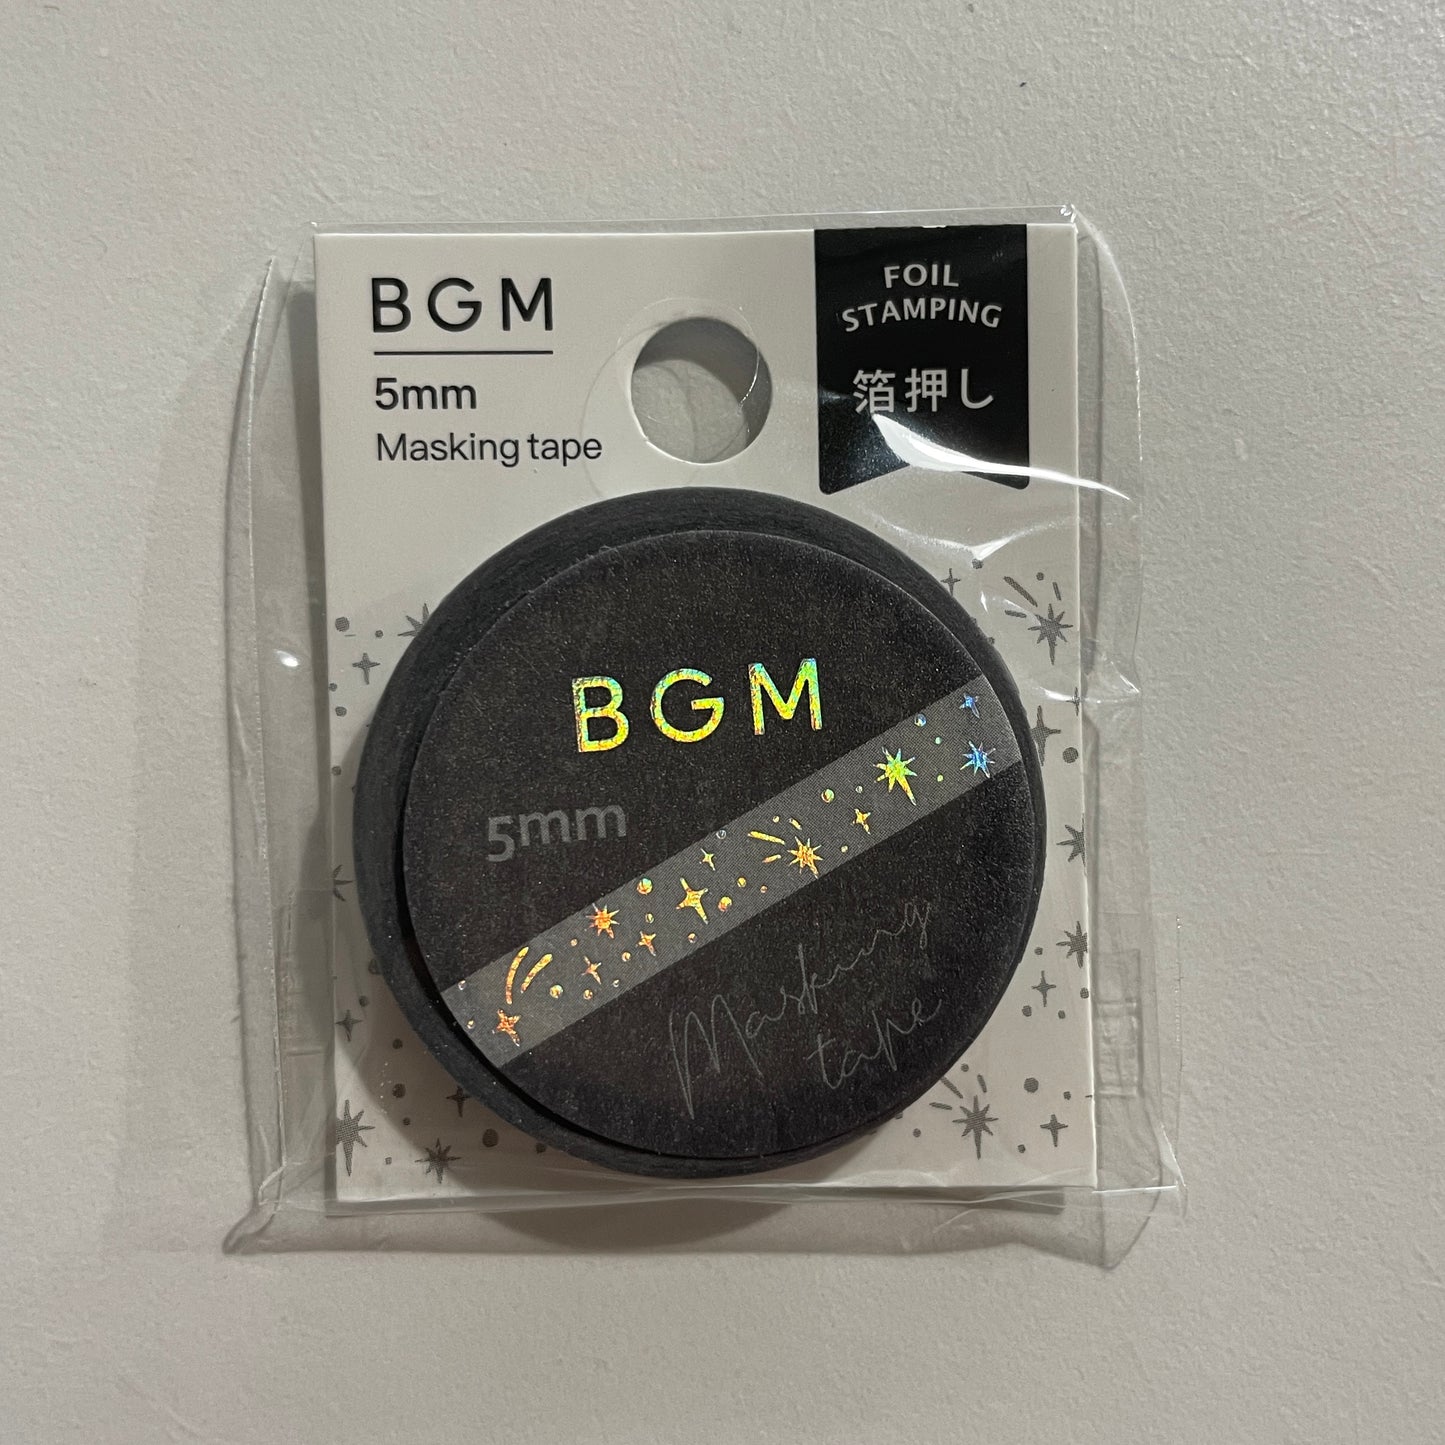 BGM
5mm
Masking tape
FOIL
STAMPING
箔押し
BGM
5mm
Masking
tape